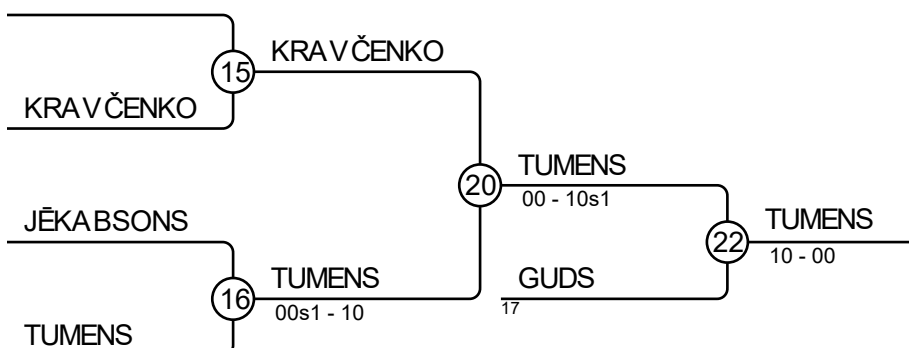 KRAVČENKO
15
KRAVČENKO
TUMENS
20
00 - 10s1
JĒKABSONS
TUMENS
22
10 - 00
TUMENS
16
00s1 - 10
GUDS
17
TUMENS